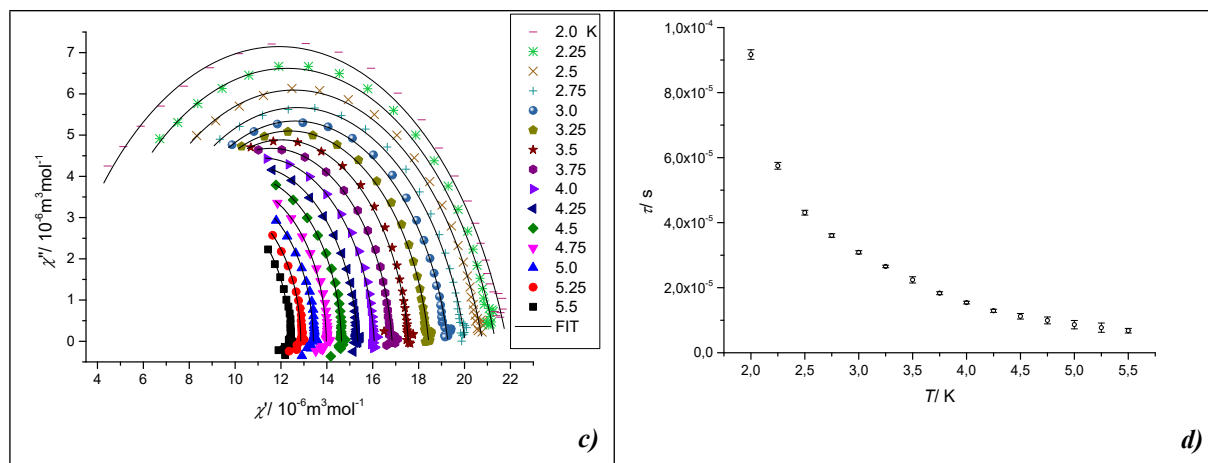 7
6
5
4
3
2
1
0
χ''/ 10⁻⁶m³mol⁻¹
4 6 8 10 12 14 16 18 20 22
χ'/ 10⁻⁶m³mol⁻¹
2.0 K
2.25
2.5
2.75
3.0
3.25
3.5
3.75
4.0
4.25
4.5
4.75
5.0
5.25
5.5
FIT
c)
1,0x10⁻⁴
8,0x10⁻⁵
6,0x10⁻⁵
4,0x10⁻⁵
2,0x10⁻⁵
0,0
τ/ s
2,0 2,5 3,0 3,5 4,0 4,5 5,0 5,5
T/ K
d)